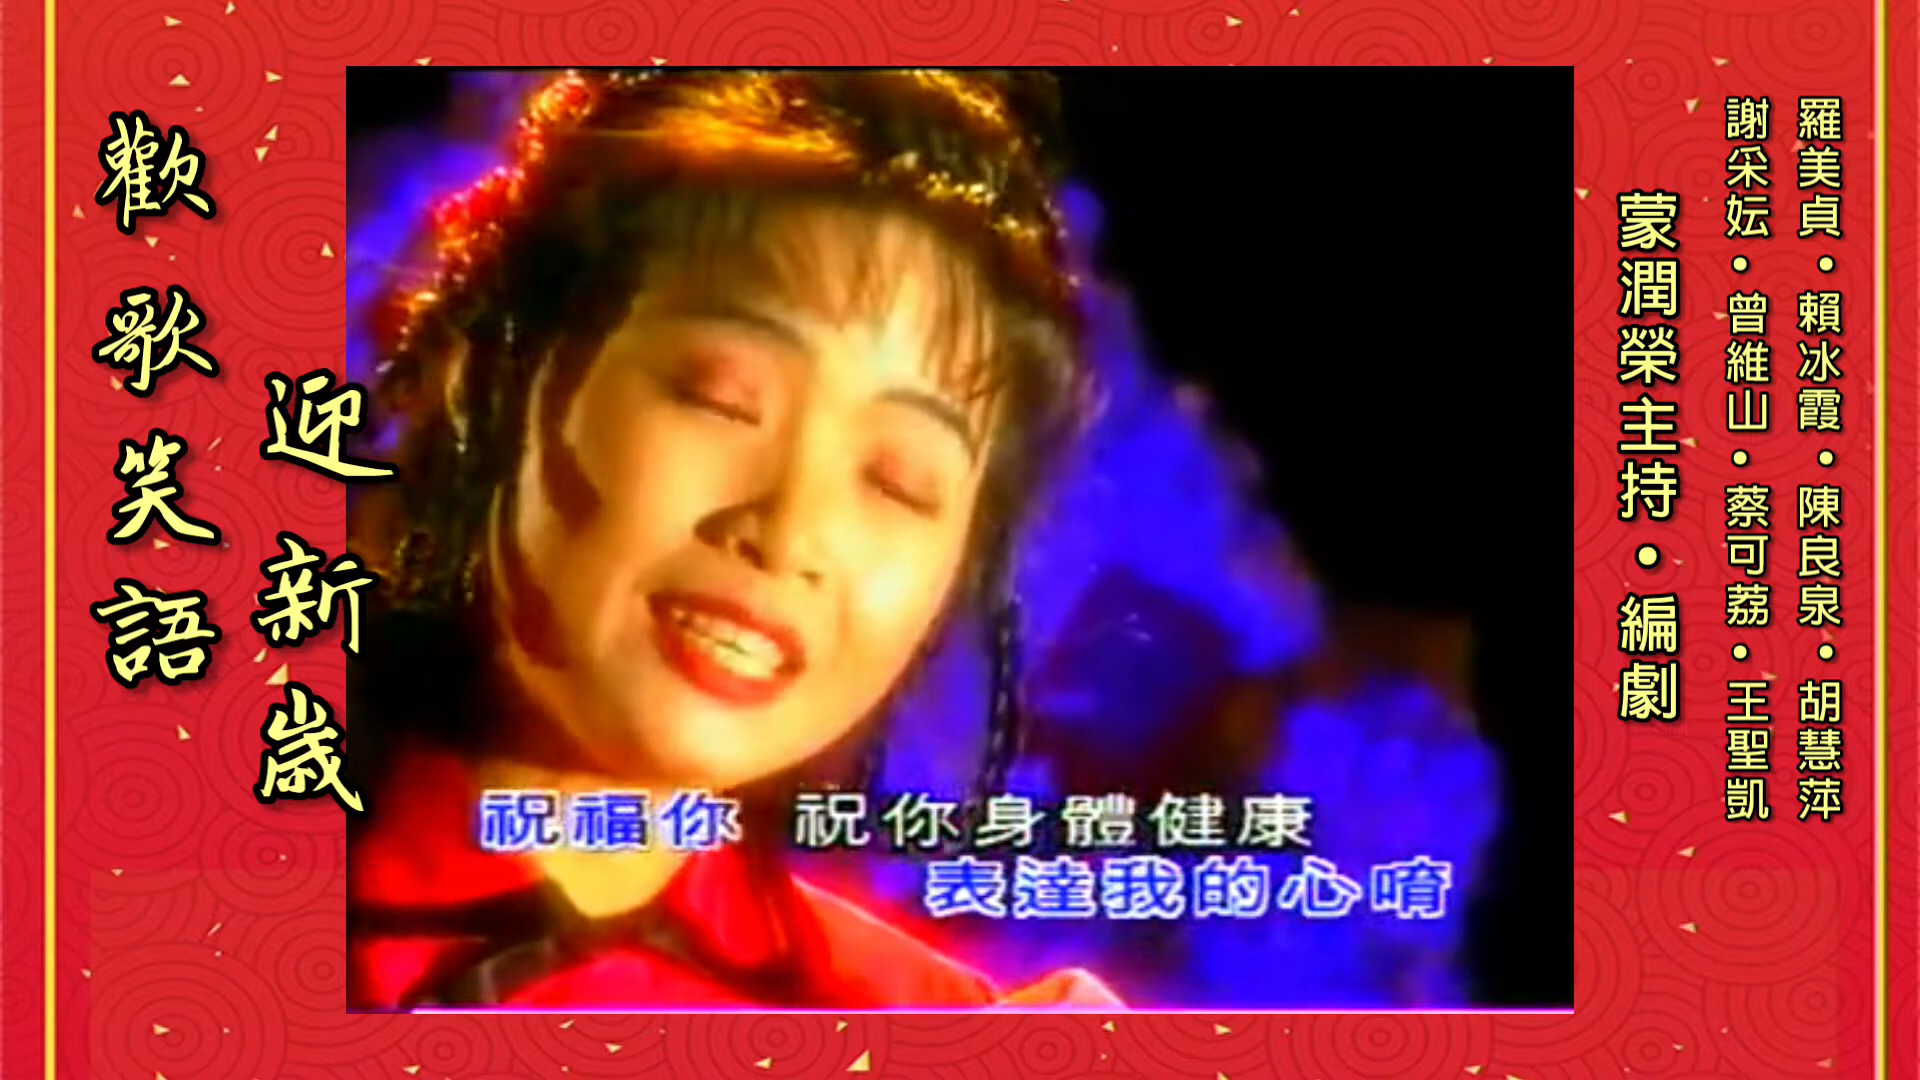 歡歌笑語
迎新歲
羅美貞・賴冰霞・陳良泉・胡慧萍
謝采妘・曾維山・蔡可荔・王聖凱
蒙潤榮主持・編劇
祝福你 祝你身體健康
表達我的心唷